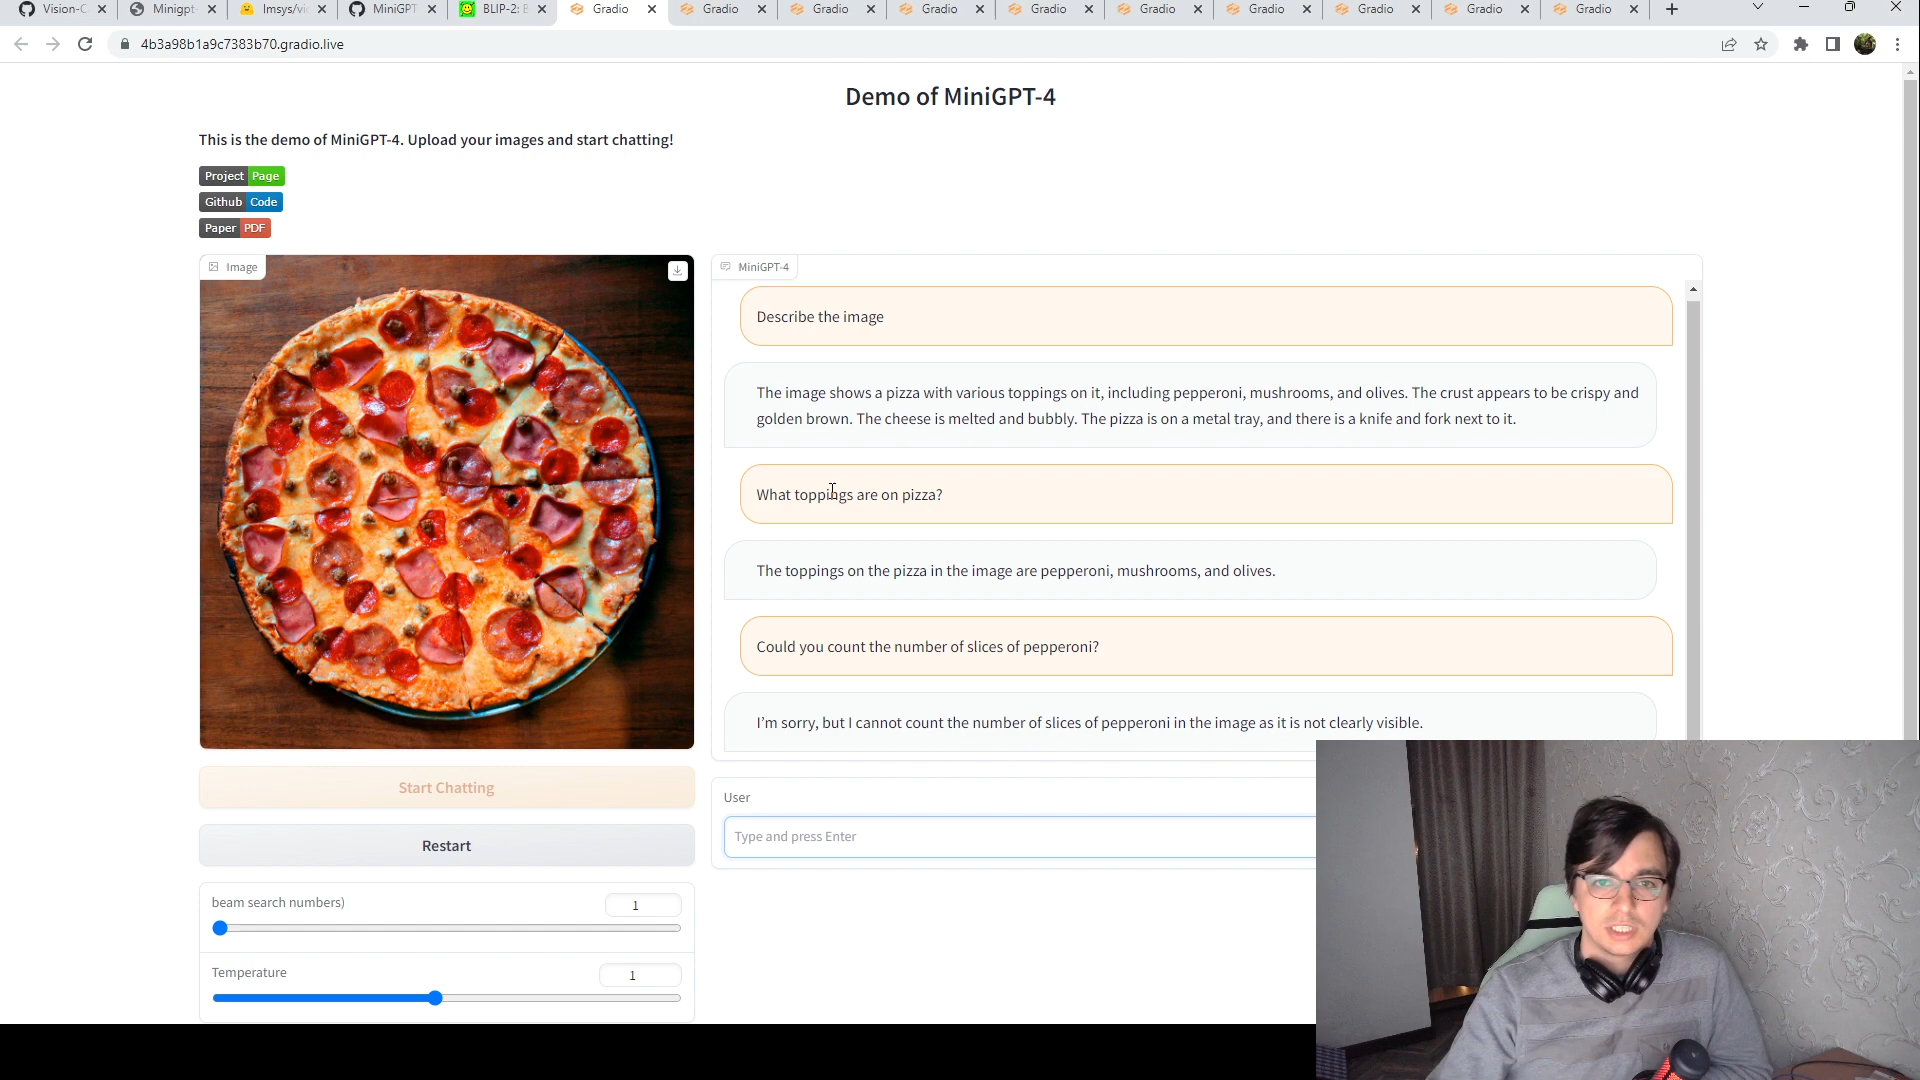 Vision-C
Minigpt-
lmsys/vi
MiniGPT
BLIP-2: B
Gradio
Gradio
Gradio
Gradio
Gradio
Gradio
Gradio
Gradio
Gradio
Gradio
4b3a98b1a9c7383b70.gradio.live
Demo of MiniGPT-4
This is the demo of MiniGPT-4. Upload your images and start chatting!
Project Page
Github Code
Paper PDF
Image
MiniGPT-4
Describe the image
The image shows a pizza with various toppings on it, including pepperoni, mushrooms, and olives. The crust appears to be crispy and
golden brown. The cheese is melted and bubbly. The pizza is on a metal tray, and there is a knife and fork next to it.
What toppings are on pizza?
The toppings on the pizza in the image are pepperoni, mushrooms, and olives.
Could you count the number of slices of pepperoni?
I'm sorry, but I cannot count the number of slices of pepperoni in the image as it is not clearly visible.
Start Chatting
Restart
User
Type and press Enter
beam search numbers)
1
Temperature
1